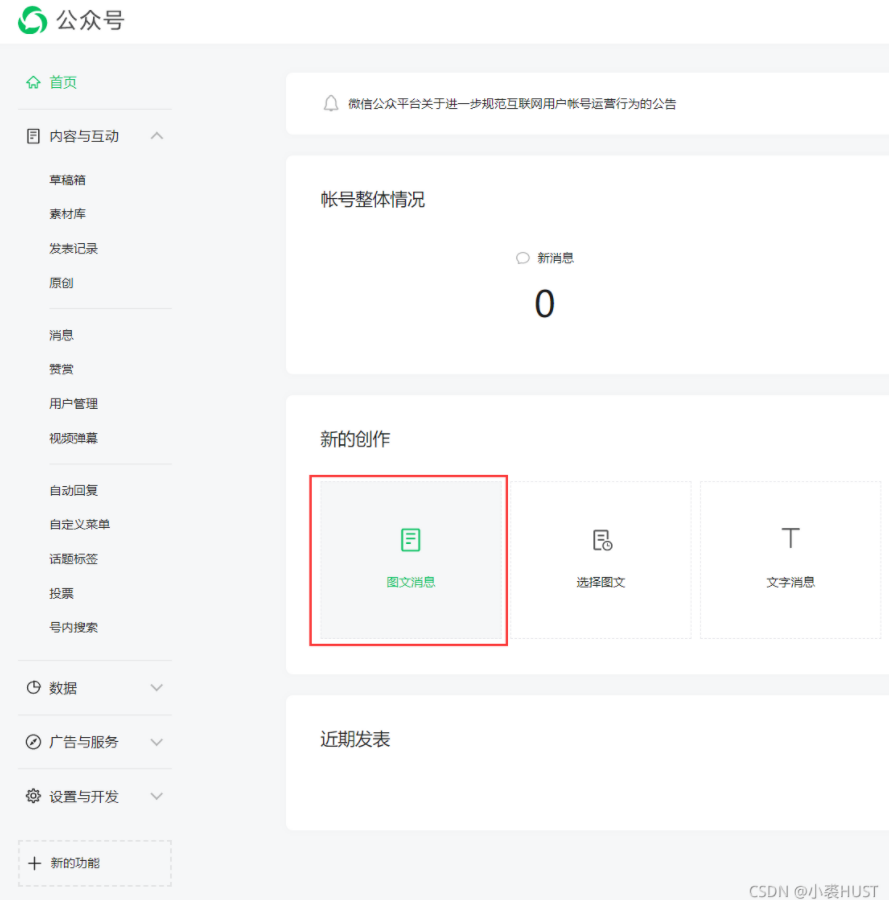 公众号
首页
内容与互动
草稿箱
素材库
发表记录
原创
消息
赞赏
用户管理
视频弹幕
自动回复
自定义菜单
话题标签
投票
号内搜索
数据
广告与服务
设置与开发
新的功能
微信公众平台关于进一步规范互联网用户帐号运营行为的公告
帐号整体情况
新消息
0
新的创作
图文消息
选择图文
文字消息
近期发表
CSDN @小裘HUST